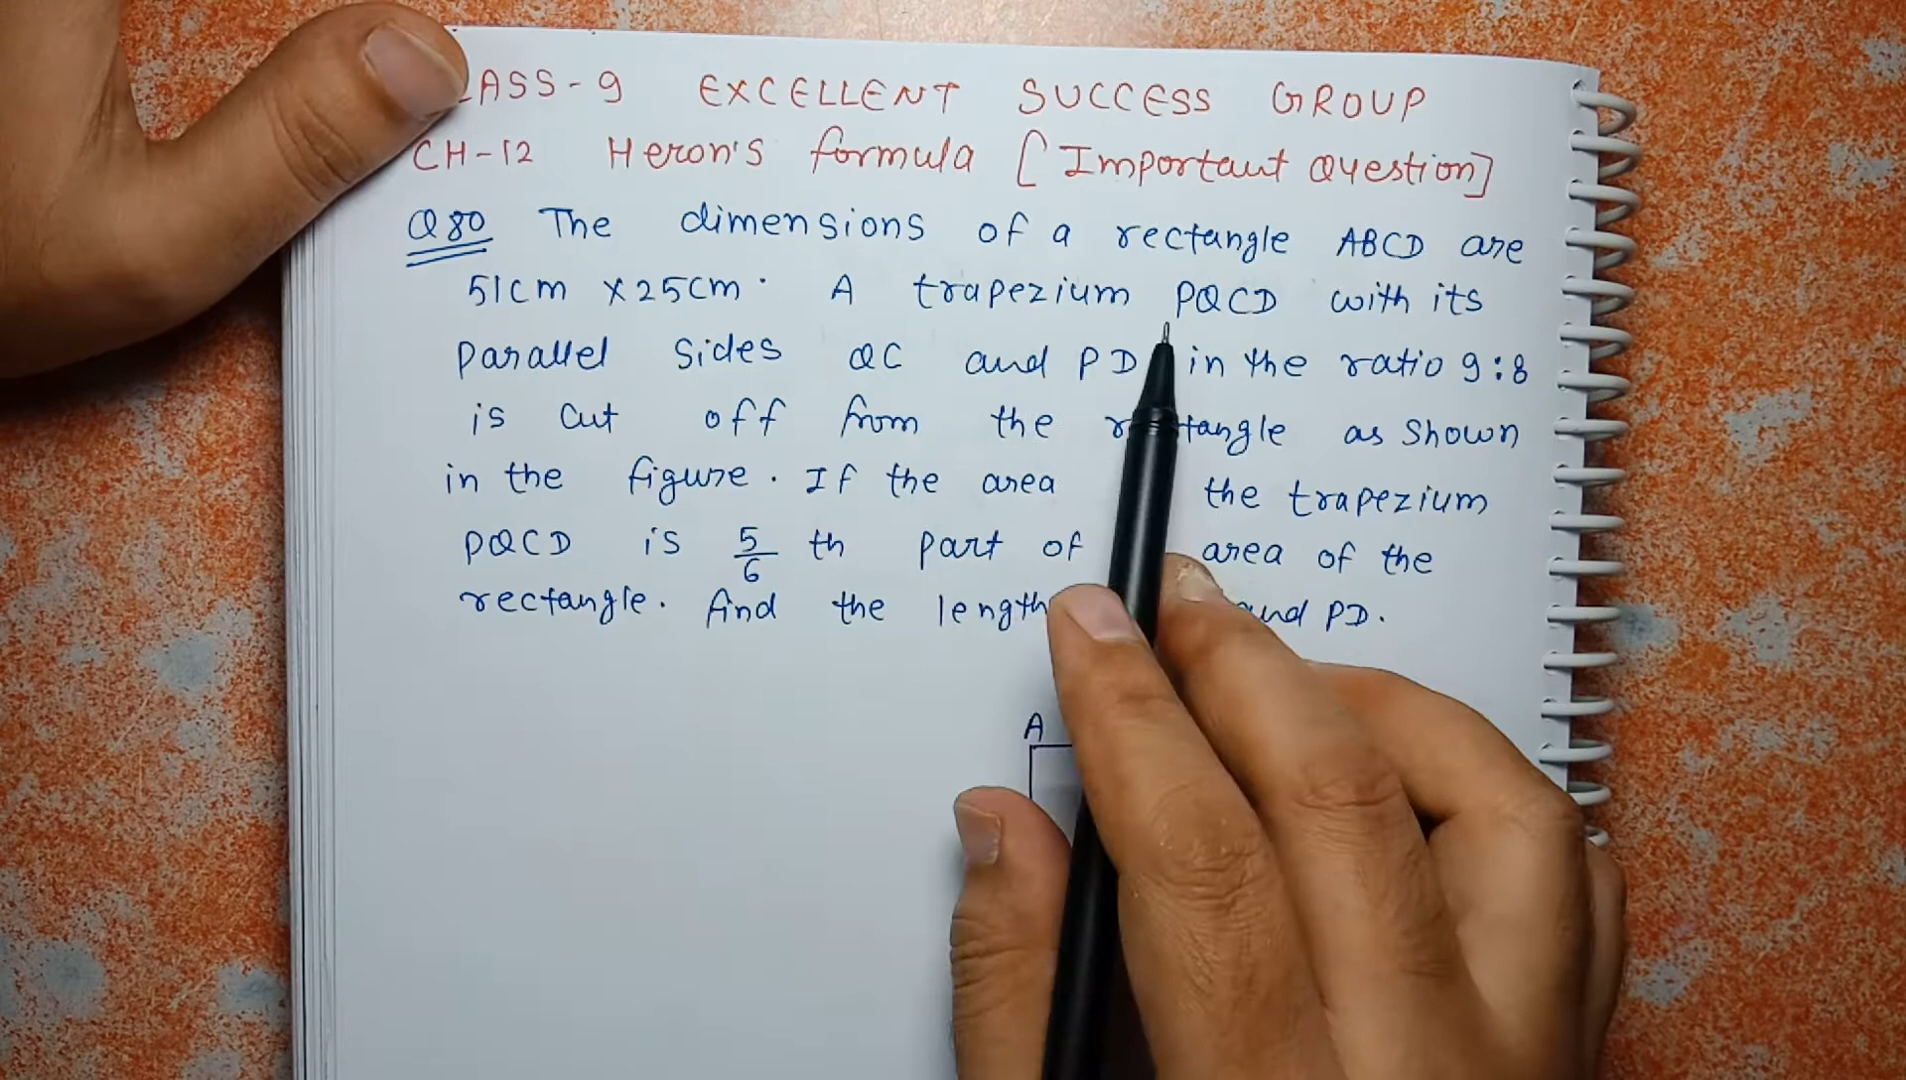 ASS-9 EXCELLENT SUCCESS GROUP
CH-12 Heron's formula [Important Question]
Q80 The dimensions of a rectangle ABCD are
51cm x25cm. A trapezium PQCD with its
parallel sides QC and PD in the ratio 9:8
is cut off from the tangle as shown
in the figure. If the area the trapezium
PQCD is 5/6 th part of area of the
rectangle. find the length and PD.
A